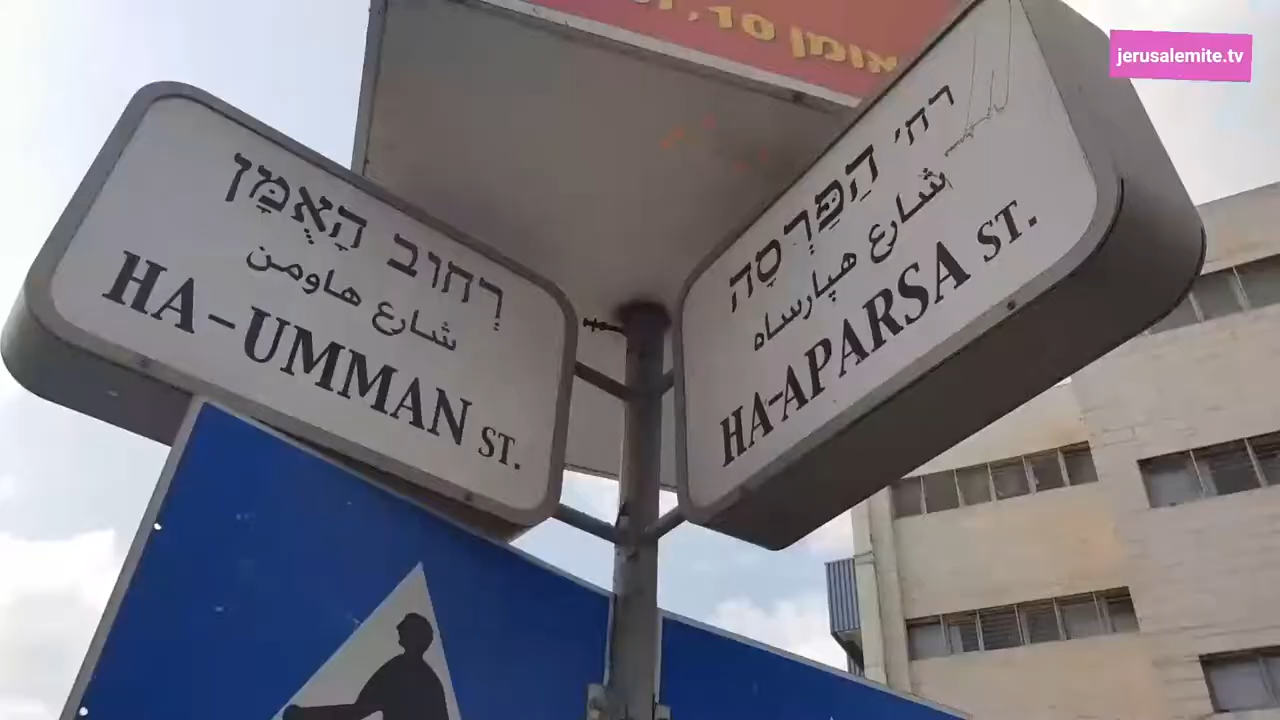 jerusalemite.tv
אומן 10,
רְחוֹב הָאֳמָּן
شارع هاومن
HA-UMMAN ST.
רח' הַפַּרְסָה
شارع هپارساه
HA-APARSA ST.